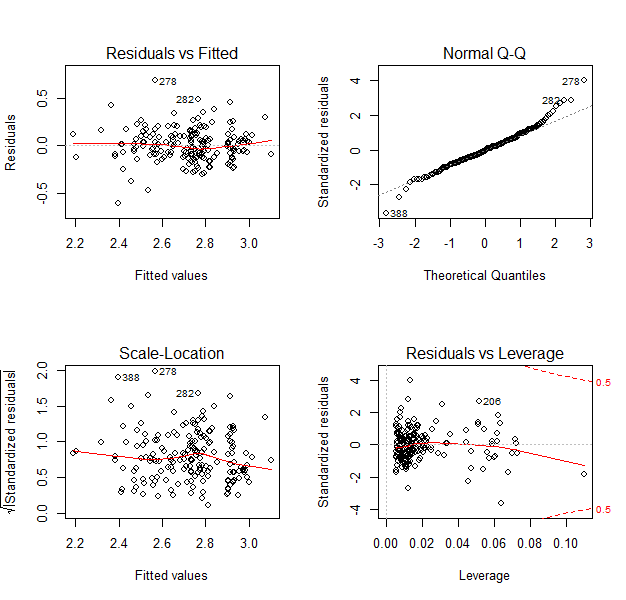 Residuals vs Fitted
Residuals
-0.5 0.0 0.5
278
282
2.2 2.4 2.6 2.8 3.0
Fitted values
Normal Q-Q
Standardized residuals
-2 0 2 4
278
282
388
-3 -2 -1 0 1 2 3
Theoretical Quantiles
Scale-Location
√|Standardized residuals|
0.0 0.5 1.0 1.5 2.0
388
278
282
2.2 2.4 2.6 2.8 3.0
Fitted values
Residuals vs Leverage
Standardized residuals
-4 -2 0 2 4
206
0.5
0.5
0.00 0.02 0.04 0.06 0.08 0.10
Leverage